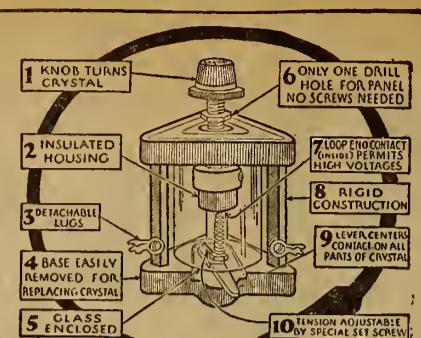 1 KNOB TURNS
CRYSTAL
2 INSULATED
HOUSING
3 DETACHABLE
LUGS
4 BASE EASILY
REMOVED FOR
REPLACING CRYSTAL
5 GLASS
ENCLOSED
6 ONLY ONE DRILL
HOLE FOR PANEL
NO SCREWS NEEDED
7 LOOP END CONTACT
(INSIDE) PERMITS
HIGH VOLTAGES
8 RIGID
CONSTRUCTION
9 LEVER CENTERS
CONTACT ON ALL
PARTS OF CRYSTAL
10 TENSION ADJUSTABLE
BY SPECIAL SET SCREW